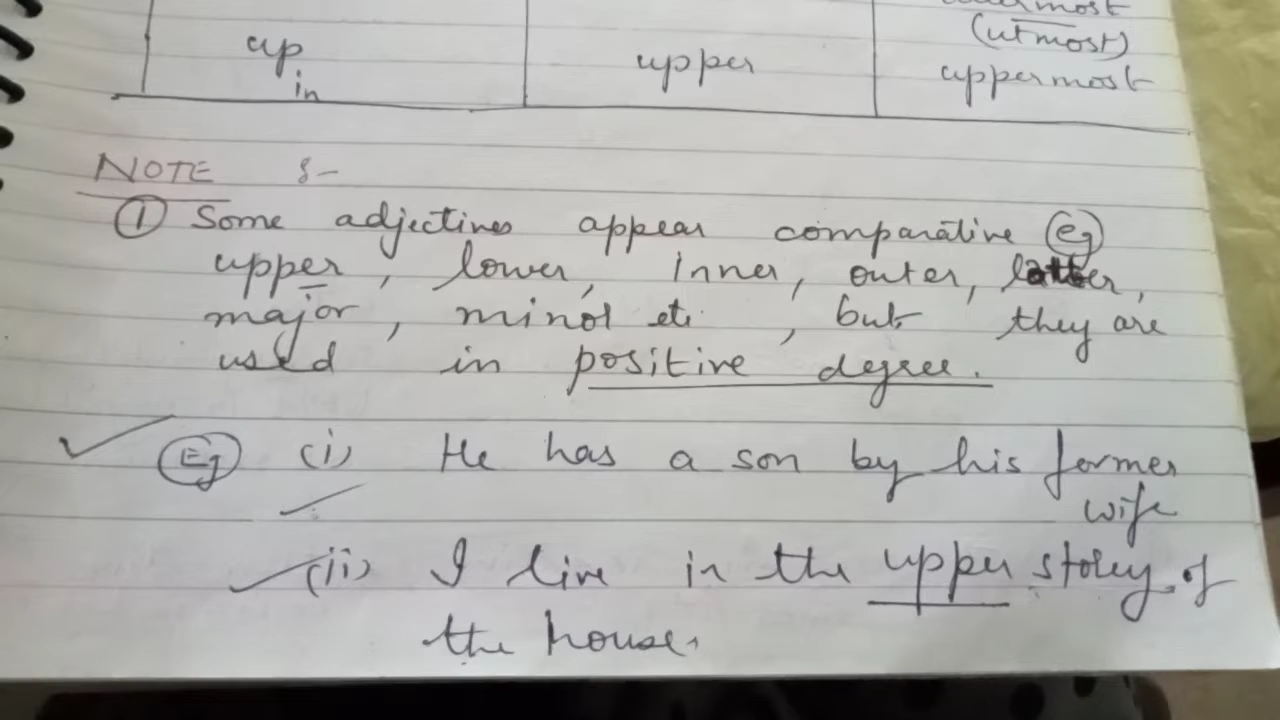 (utmost)
up upper uppermost
in
NOTE :-
① Some adjectives appear comparative (eg)
upper, lower, inner, outer, latter,
major, minor etc, but they are
used in positive degree.
(Eg) (i) He has a son by his former
wife
(ii) I live in the upper storey of
the house.